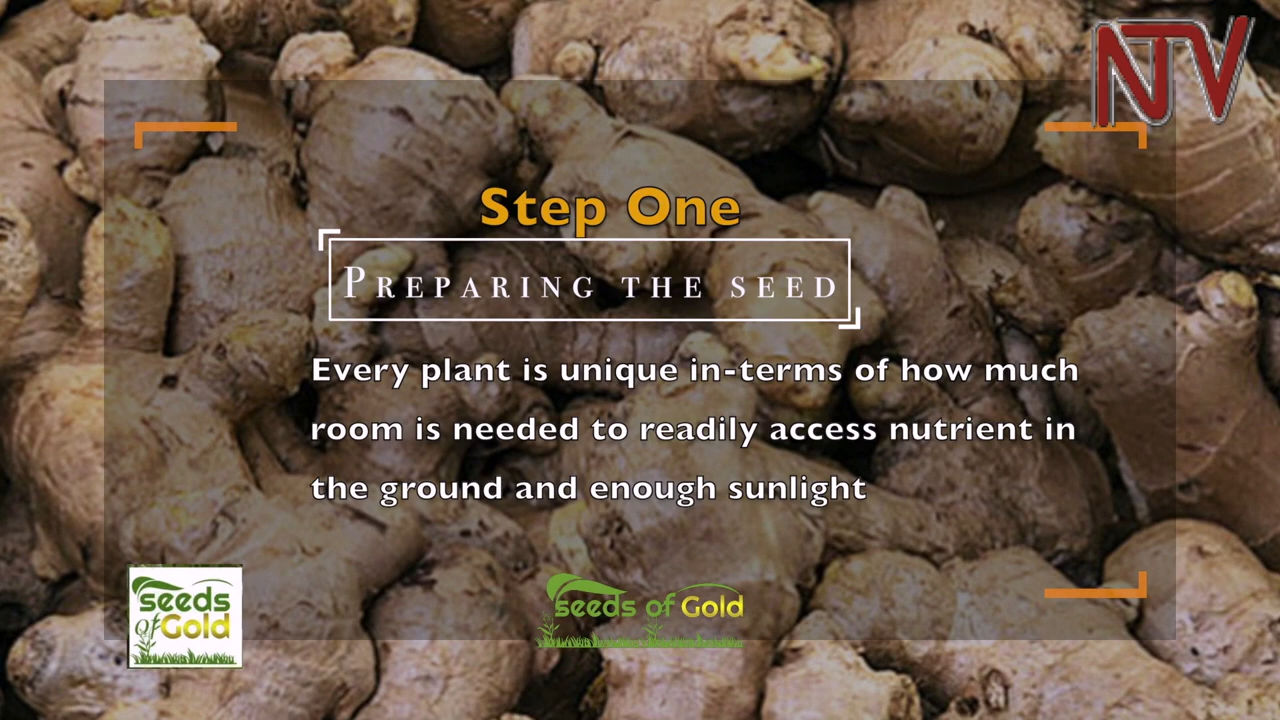 NTV
Step One
PREPARING THE SEED
Every plant is unique in-terms of how much
room is needed to readily access nutrient in
the ground and enough sunlight
seeds
of Gold
seeds of Gold